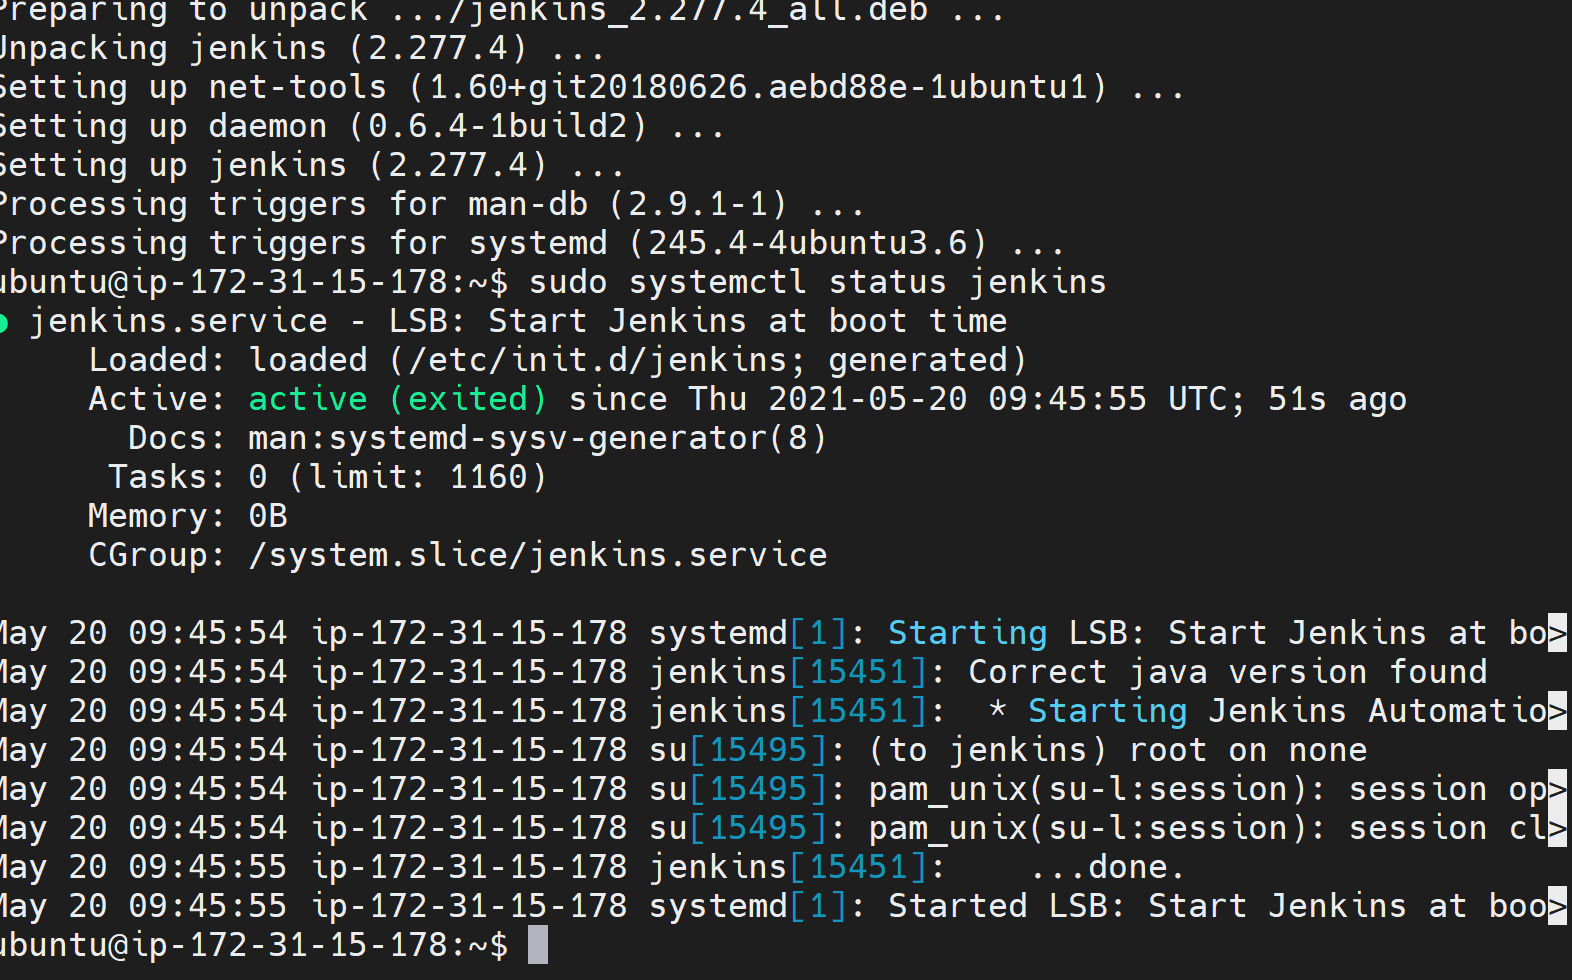 Preparing to unpack .../jenkins_2.277.4_all.deb ...
Unpacking jenkins (2.277.4) ...
Setting up net-tools (1.60+git20180626.aebd88e-1ubuntu1) ...
Setting up daemon (0.6.4-1build2) ...
Setting up jenkins (2.277.4) ...
Processing triggers for man-db (2.9.1-1) ...
Processing triggers for systemd (245.4-4ubuntu3.6) ...
ubuntu@ip-172-31-15-178:~$ sudo systemctl status jenkins
● jenkins.service - LSB: Start Jenkins at boot time
     Loaded: loaded (/etc/init.d/jenkins; generated)
     Active: active (exited) since Thu 2021-05-20 09:45:55 UTC; 51s ago
       Docs: man:systemd-sysv-generator(8)
      Tasks: 0 (limit: 1160)
     Memory: 0B
     CGroup: /system.slice/jenkins.service

May 20 09:45:54 ip-172-31-15-178 systemd[1]: Starting LSB: Start Jenkins at bo>
May 20 09:45:54 ip-172-31-15-178 jenkins[15451]: Correct java version found
May 20 09:45:54 ip-172-31-15-178 jenkins[15451]:  * Starting Jenkins Automatio>
May 20 09:45:54 ip-172-31-15-178 su[15495]: (to jenkins) root on none
May 20 09:45:54 ip-172-31-15-178 su[15495]: pam_unix(su-l:session): session op>
May 20 09:45:54 ip-172-31-15-178 su[15495]: pam_unix(su-l:session): session cl>
May 20 09:45:55 ip-172-31-15-178 jenkins[15451]:    ...done.
May 20 09:45:55 ip-172-31-15-178 systemd[1]: Started LSB: Start Jenkins at boo>
ubuntu@ip-172-31-15-178:~$